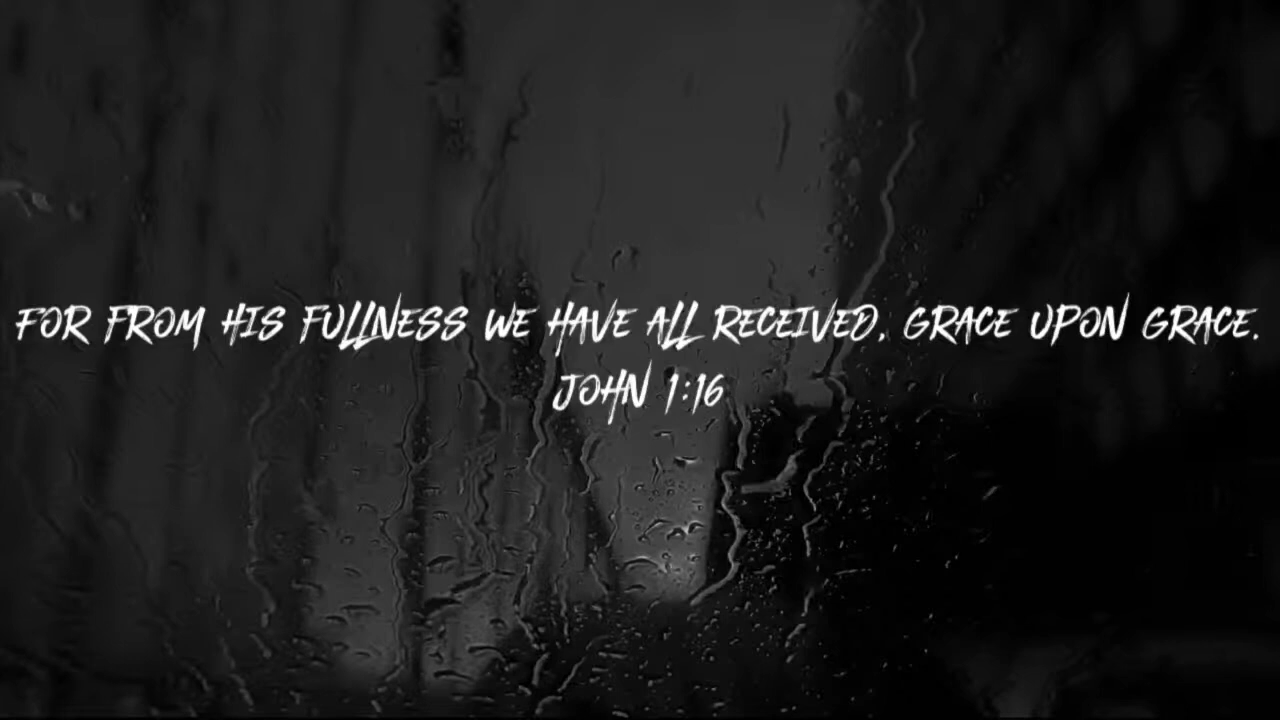 FOR FROM HIS FULLNESS WE HAVE ALL RECEIVED, GRACE UPON GRACE.
JOHN 1:16